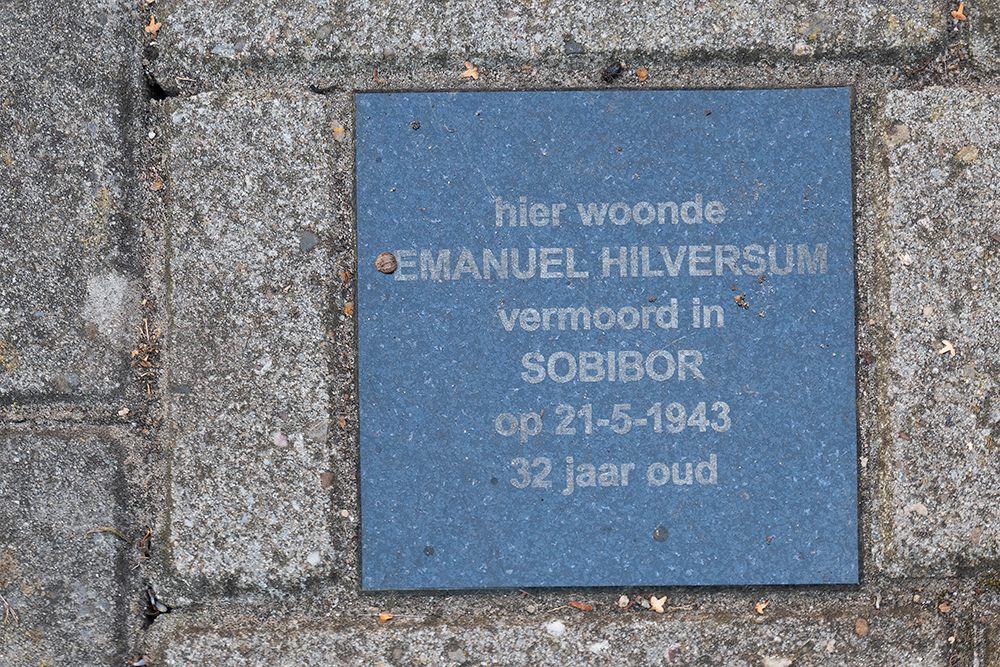 hier woonde
EMANUEL HILVERSUM
vermoord in
SOBIBOR
op 21-5-1943
32 jaar oud